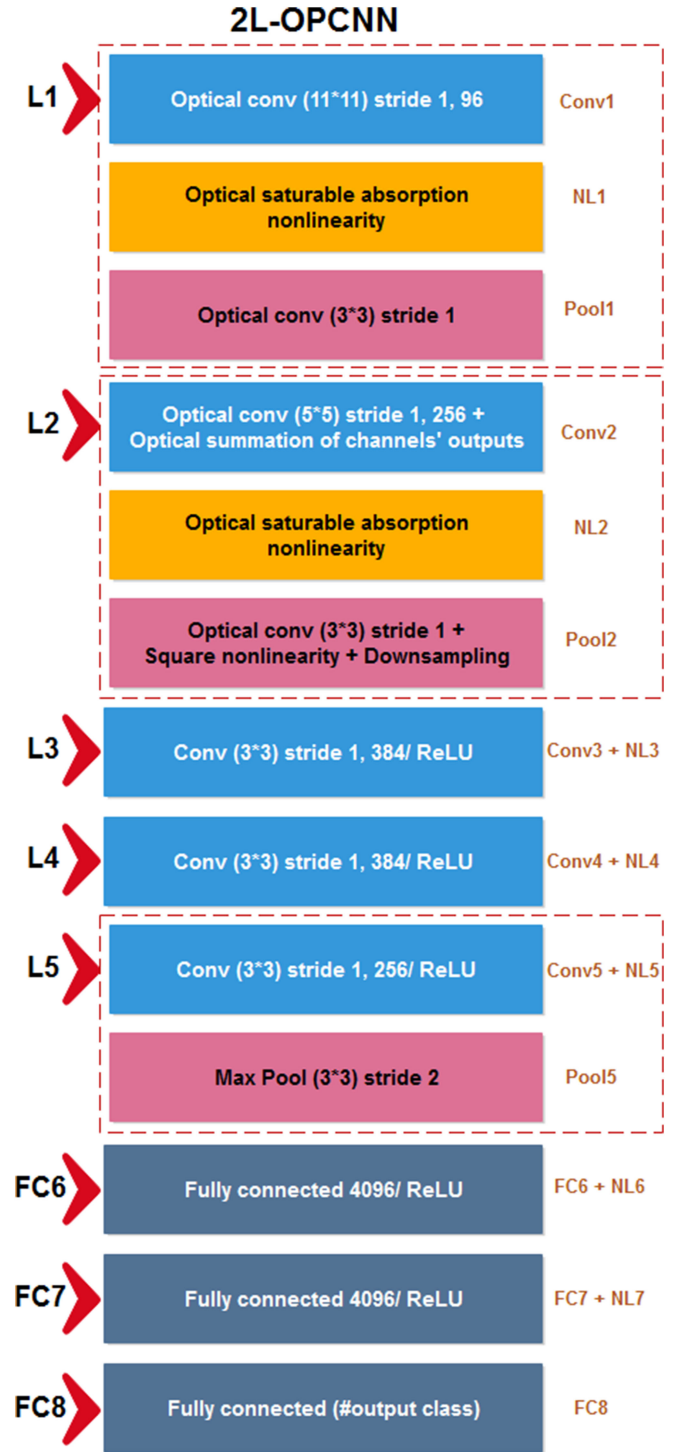 2L-OPCNN
L1
Optical conv (11*11) stride 1, 96
Conv1
Optical saturable absorption
nonlinearity
NL1
Optical conv (3*3) stride 1
Pool1
L2
Optical conv (5*5) stride 1, 256 +
Optical summation of channels' outputs
Conv2
Optical saturable absorption
nonlinearity
NL2
Optical conv (3*3) stride 1 +
Square nonlinearity + Downsampling
Pool2
L3
Conv (3*3) stride 1, 384/ ReLU
Conv3 + NL3
L4
Conv (3*3) stride 1, 384/ ReLU
Conv4 + NL4
L5
Conv (3*3) stride 1, 256/ ReLU
Conv5 + NL5
Max Pool (3*3) stride 2
Pool5
FC6
Fully connected 4096/ ReLU
FC6 + NL6
FC7
Fully connected 4096/ ReLU
FC7 + NL7
FC8
Fully connected (#output class)
FC8